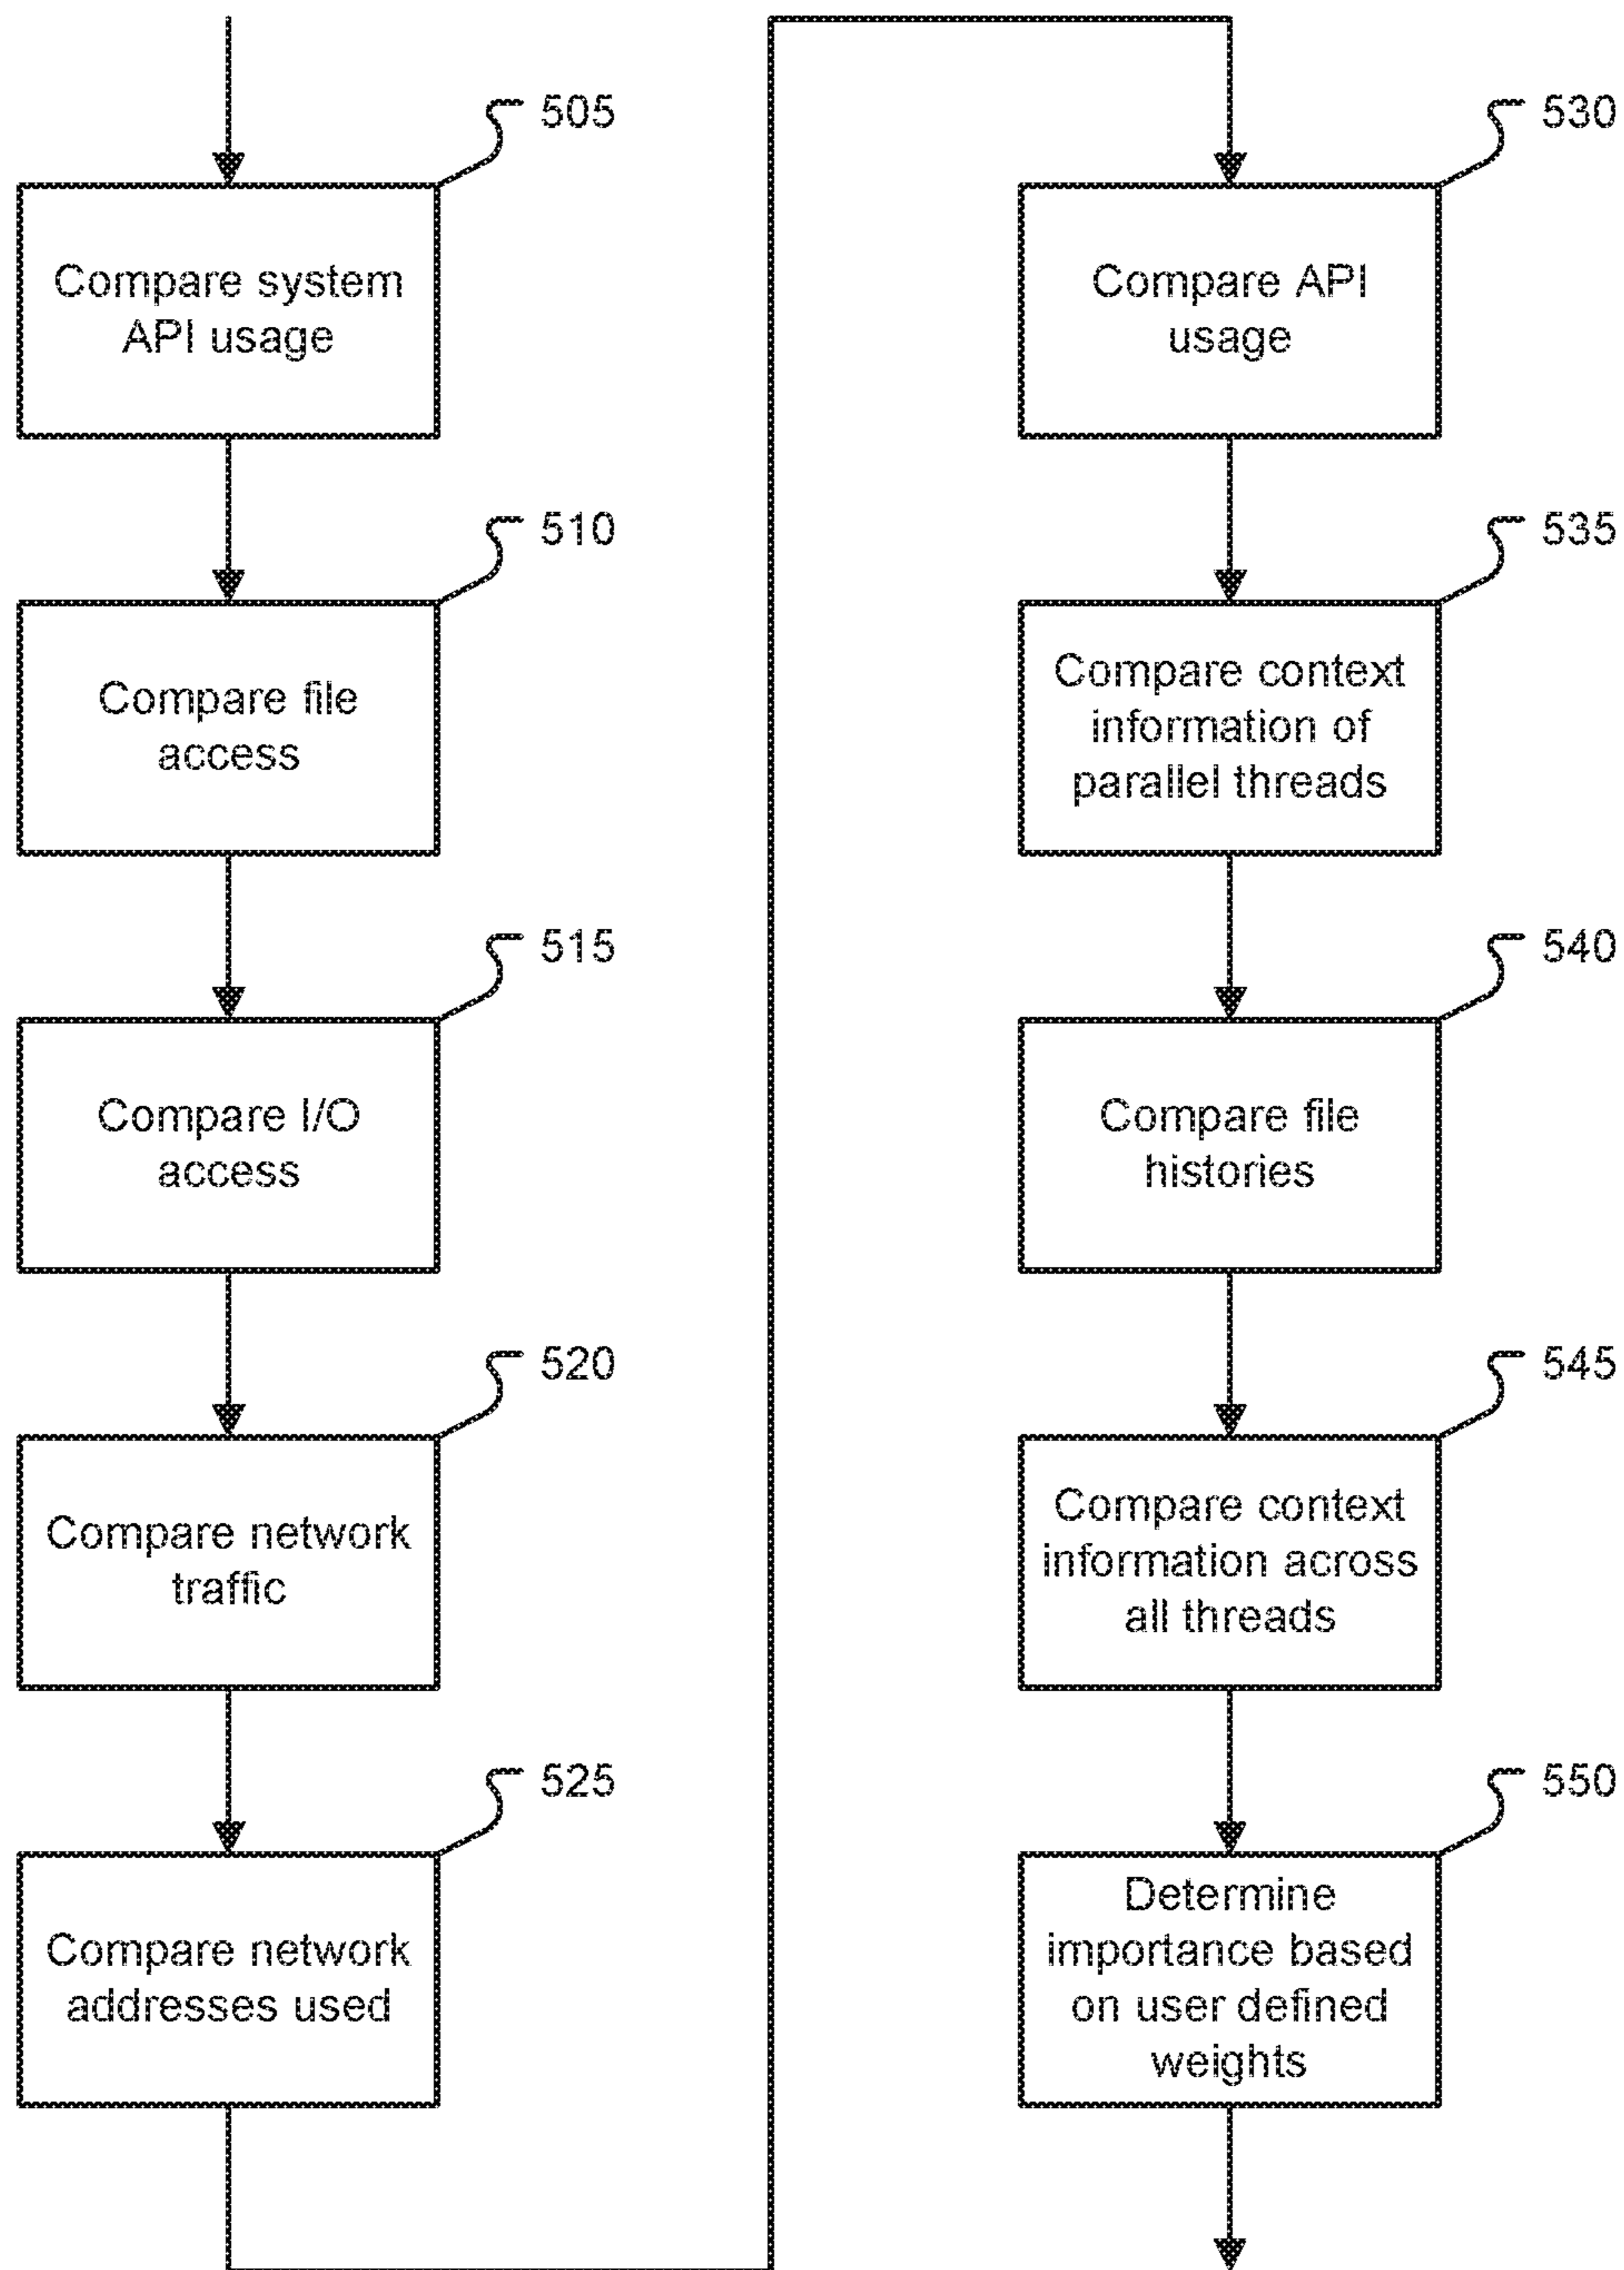 505
Compare system
API usage
510
Compare file
access
515
Compare I/O
access
520
Compare network
traffic
525
Compare network
addresses used
530
Compare API
usage
535
Compare context
information of
parallel threads
540
Compare file
histories
545
Compare context
information across
all threads
550
Determine
importance based
on user defined
weights